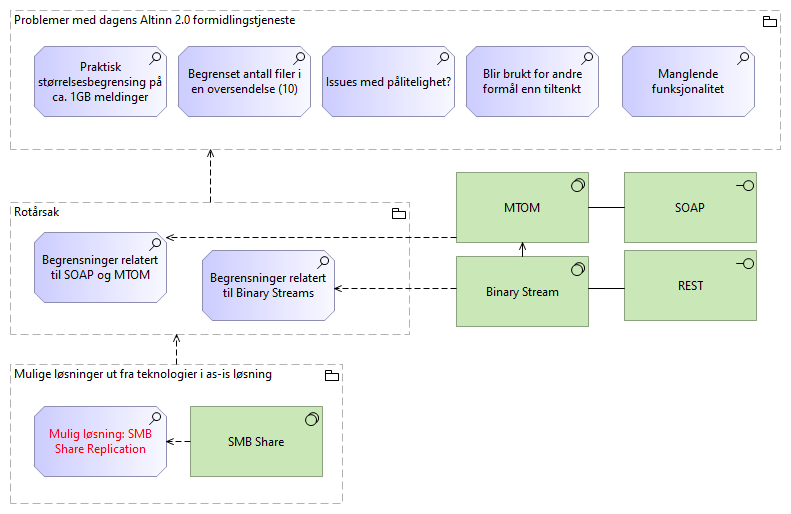 Problemer med dagens Altinn 2.0 formidlingstjeneste
Praktisk
størrelsesbegrensing på
ca. 1GB meldinger
Begrenset antall filer i
en oversendelse (10)
Issues med pålitelighet?
Blir brukt for andre
formål enn tiltenkt
Manglende
funksjonalitet
Rotårsak
Begrensninger relatert
til SOAP og MTOM
Begrensninger relatert
til Binary Streams
MTOM
SOAP
Binary Stream
REST
Mulige løsninger ut fra teknologier i as-is løsning
Mulig løsning: SMB
Share Replication
SMB Share